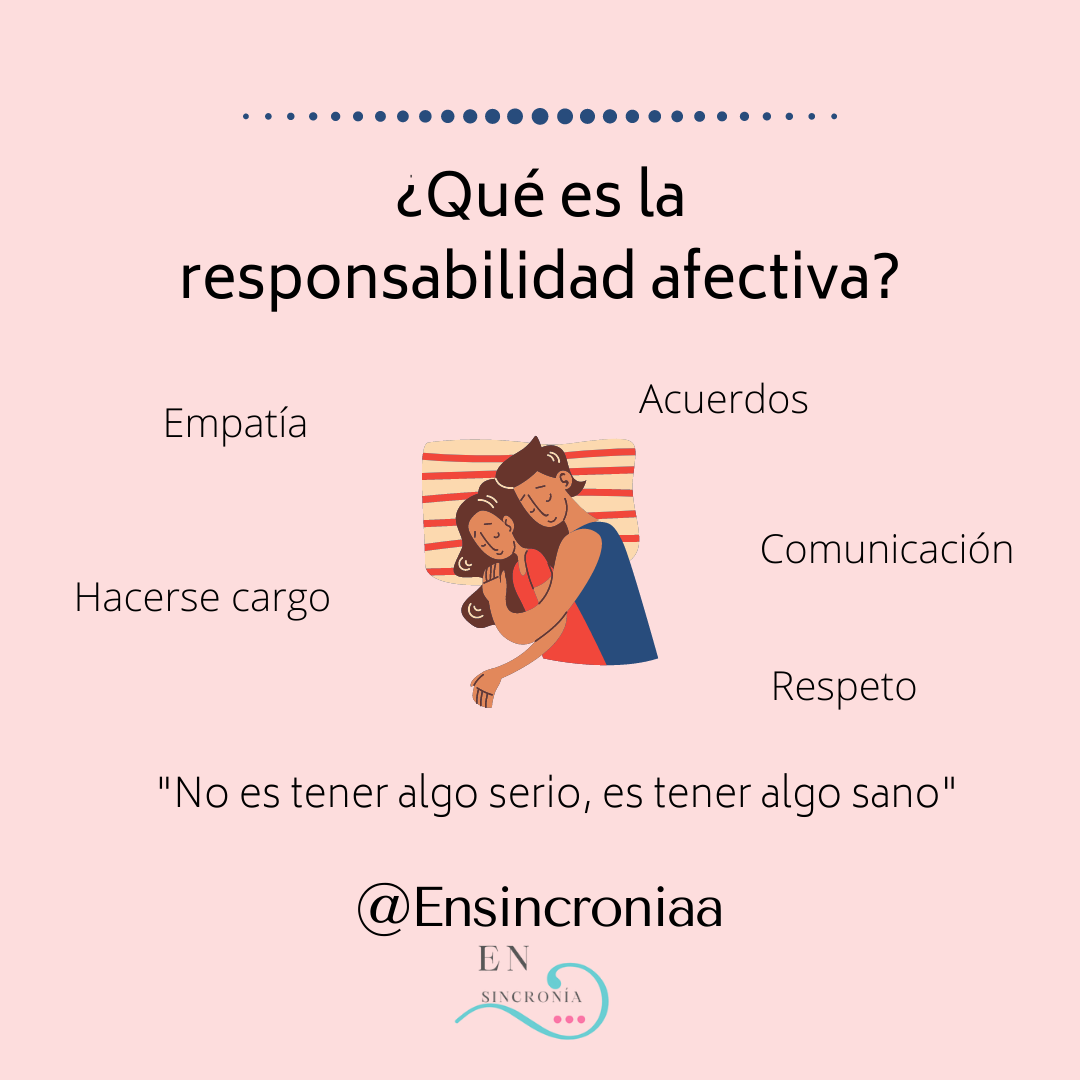 ¿Qué es la
responsabilidad afectiva?
Empatía
Acuerdos
Comunicación
Hacerse cargo
Respeto
"No es tener algo serio, es tener algo sano"
@Ensincroniaa
EN
SINCRONÍA